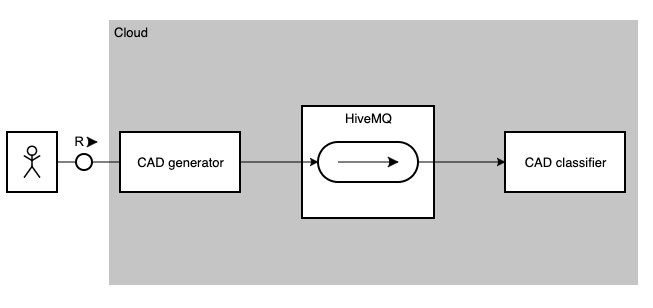 Cloud
R
HiveMQ
CAD generator
CAD classifier